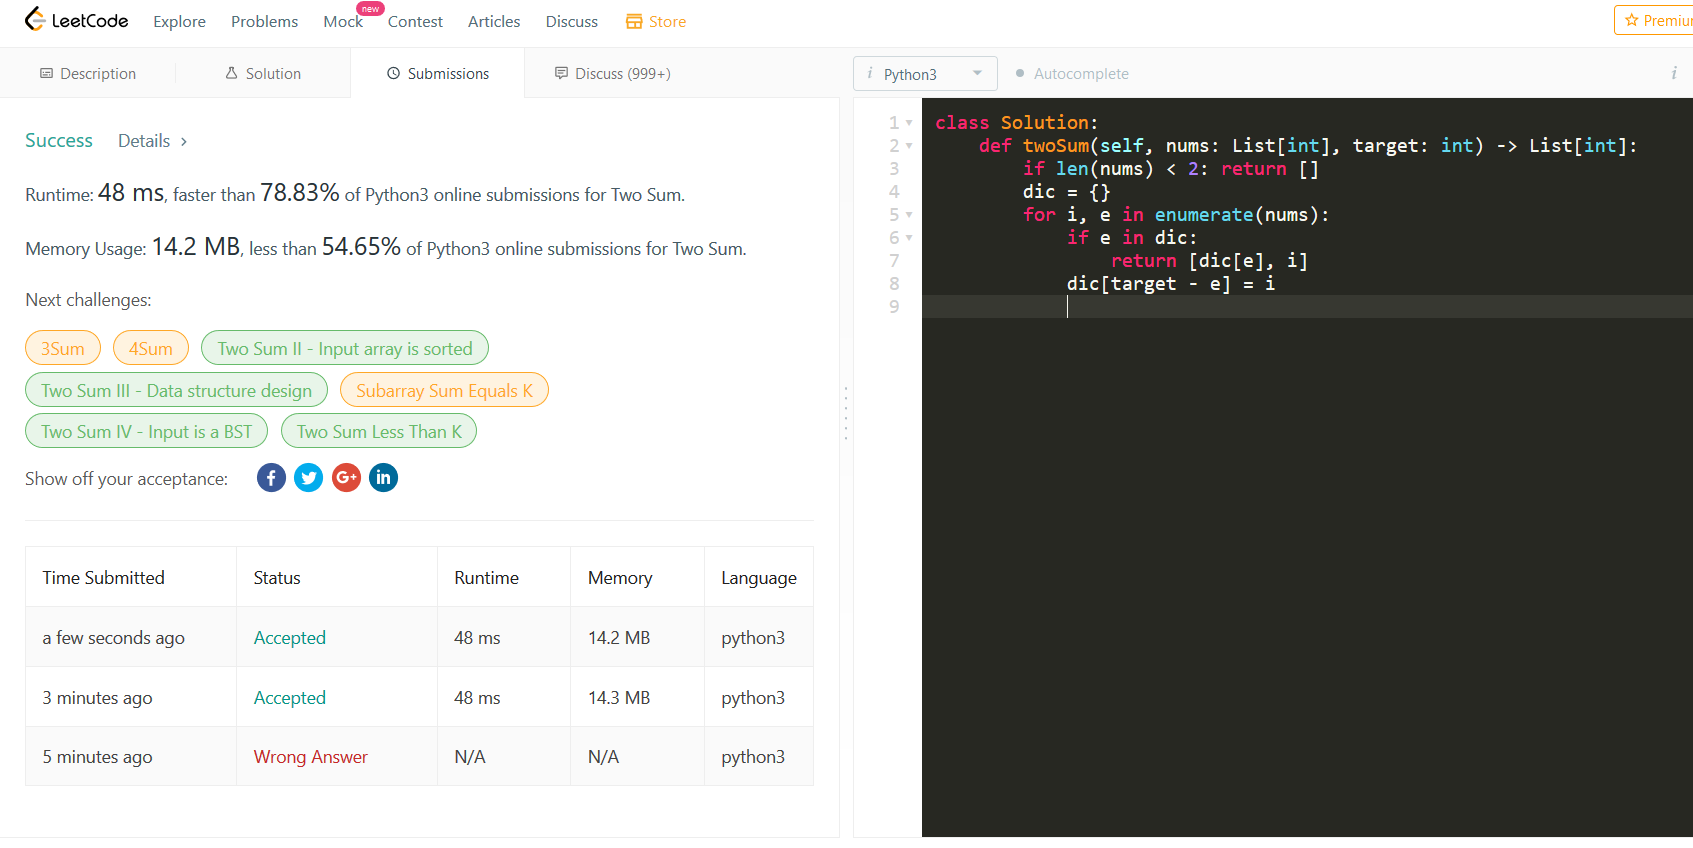 LeetCode Explore Problems Mock new Contest Articles Discuss Store Premiu
Description Solution Submissions Discuss (999+)
Success Details >
Runtime: 48 ms, faster than 78.83% of Python3 online submissions for Two Sum.
Memory Usage: 14.2 MB, less than 54.65% of Python3 online submissions for Two Sum.
Next challenges:
3Sum 4Sum Two Sum II - Input array is sorted
Two Sum III - Data structure design Subarray Sum Equals K
Two Sum IV - Input is a BST Two Sum Less Than K
Show off your acceptance: f G+ in
Time Submitted Status Runtime Memory Language
a few seconds ago Accepted 48 ms 14.2 MB python3
3 minutes ago Accepted 48 ms 14.3 MB python3
5 minutes ago Wrong Answer N/A N/A python3
i Python3 Autocomplete i
1 class Solution:
2     def twoSum(self, nums: List[int], target: int) -> List[int]:
3         if len(nums) < 2: return []
4         dic = {}
5         for i, e in enumerate(nums):
6             if e in dic:
7                 return [dic[e], i]
8             dic[target - e] = i
9